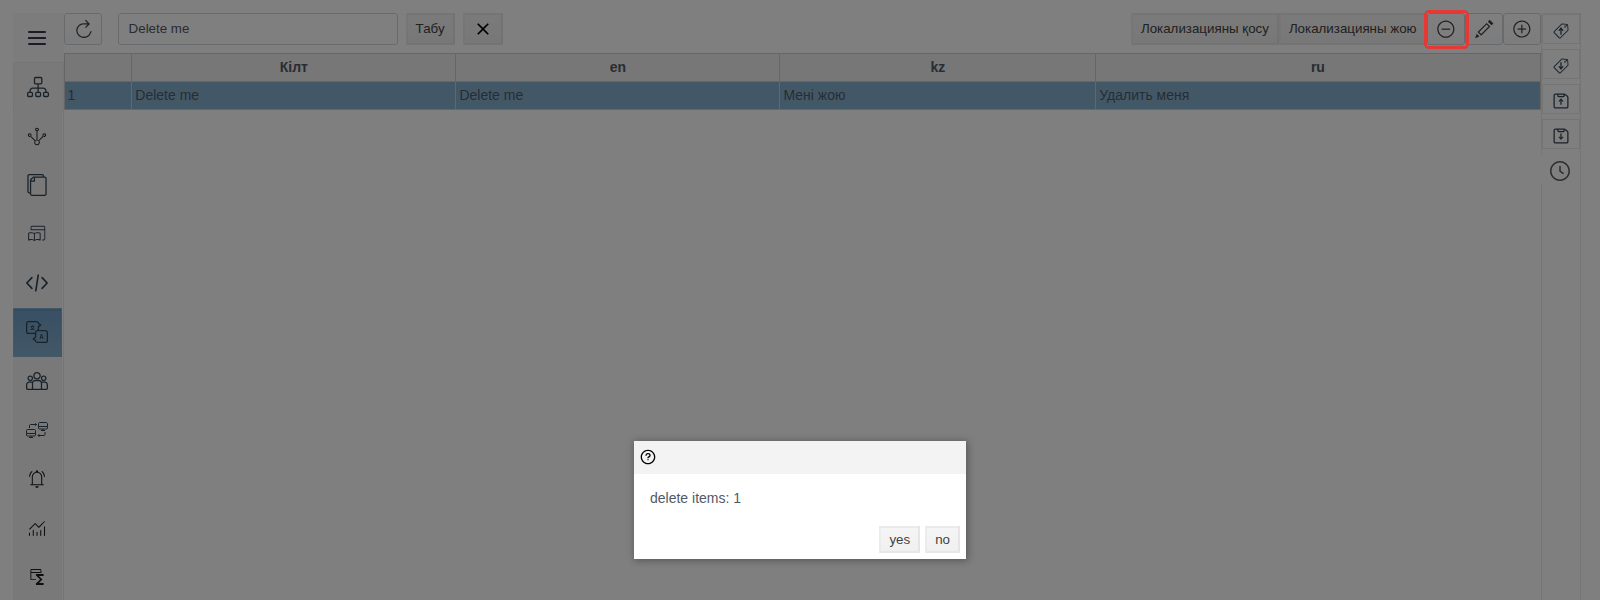 Delete me
Табу
Локализацияны қосу
Локализацияны жою
Кілт
en
kz
ru
1
Delete me
Delete me
Мені жою
Удалить меня
delete items: 1
yes
no